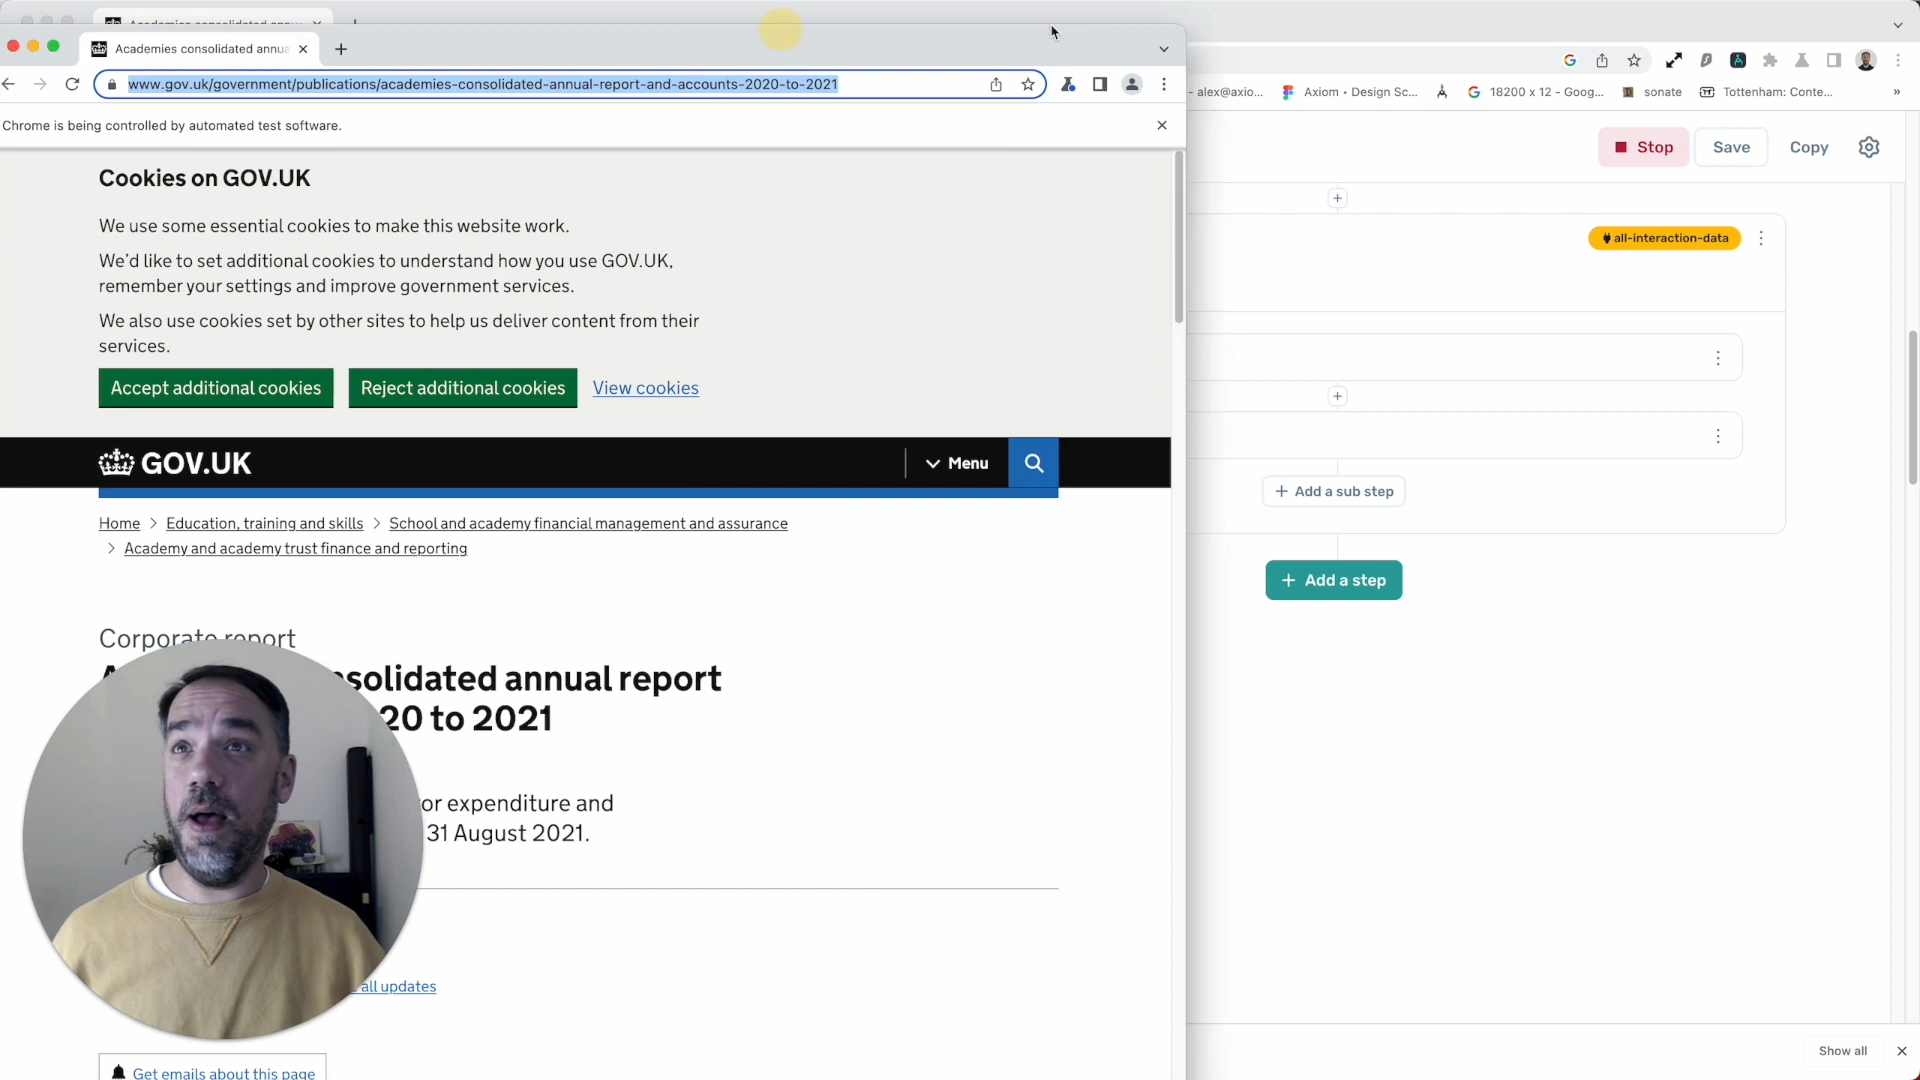 Academies consolidated annua
www.gov.uk/government/publications/academies-consolidated-annual-report-and-accounts-2020-to-2021
- alex@axio...
Axiom • Design Sc...
18200 x 12 - Goog...
sonate
Tottenham: Conte...
»
Chrome is being controlled by automated test software.
Stop
Save
Copy
Cookies on GOV.UK
We use some essential cookies to make this website work.
We'd like to set additional cookies to understand how you use GOV.UK,
remember your settings and improve government services.
We also use cookies set by other sites to help us deliver content from their
services.
Accept additional cookies
Reject additional cookies
View cookies
all-interaction-data
GOV.UK
Menu
+ Add a sub step
Home > Education, training and skills > School and academy financial management and assurance
> Academy and academy trust finance and reporting
+ Add a step
Corporate report
solidated annual report
20 to 2021
or expenditure and
31 August 2021.
all updates
Get emails about this page
Show all